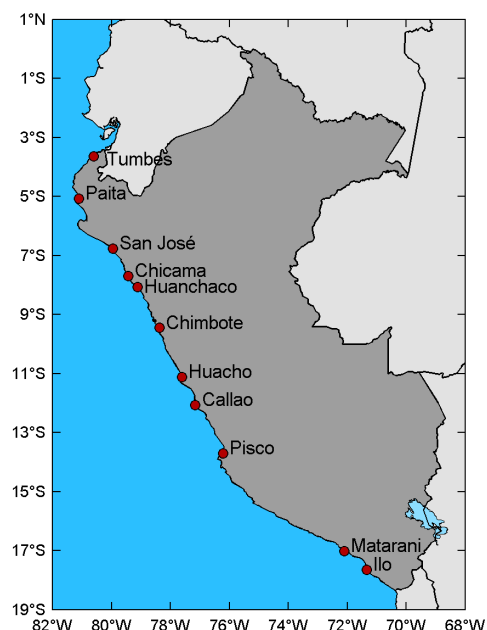 1°N
1°S
3°S
Tumbes
5°S
Paita
San José
7°S
Chicama
Huanchaco
9°S
Chimbote
11°S
Huacho
Callao
13°S
Pisco
15°S
17°S
Matarani
Ilo
19°S
82°W 80°W 78°W 76°W 74°W 72°W 70°W 68°W